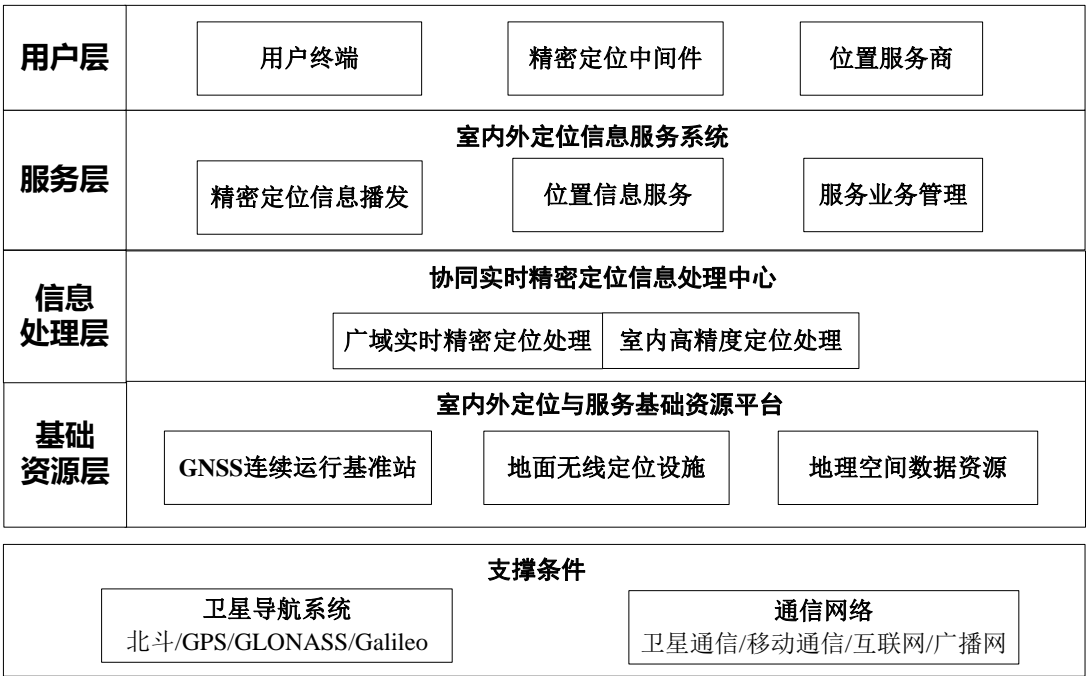 用户层
用户终端
精密定位中间件
位置服务商
服务层
室内外定位信息服务系统
精密定位信息播发
位置信息服务
服务业务管理
信息
处理层
协同实时精密定位信息处理中心
广域实时精密定位处理
室内高精度定位处理
基础
资源层
室内外定位与服务基础资源平台
GNSS连续运行基准站
地面无线定位设施
地理空间数据资源
支撑条件
卫星导航系统
北斗/GPS/GLONASS/Galileo
通信网络
卫星通信/移动通信/互联网/广播网